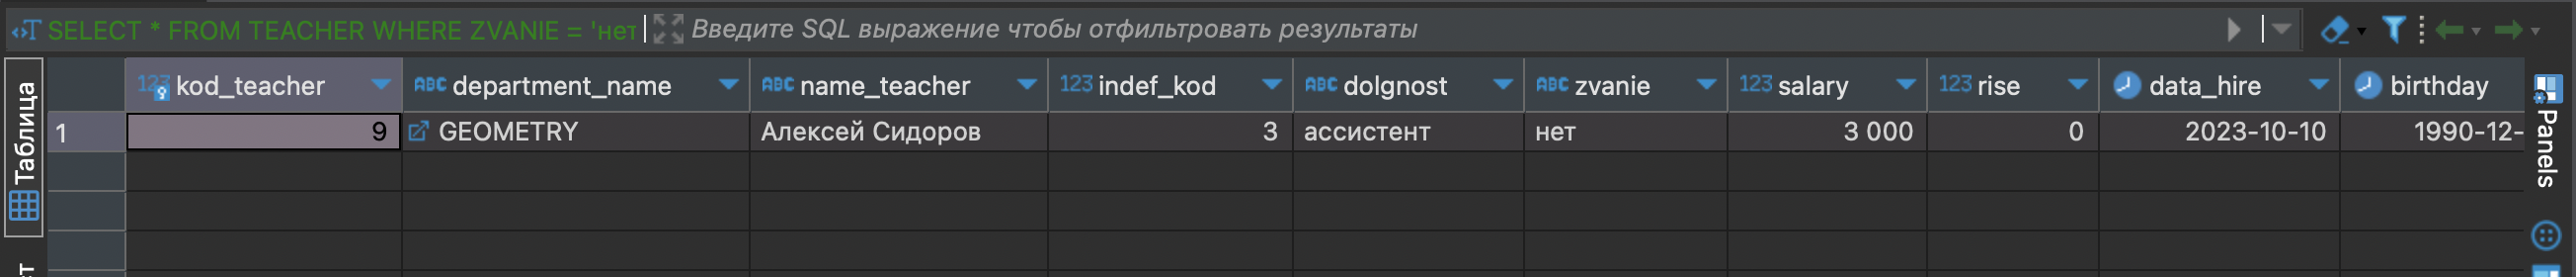 SELECT * FROM TEACHER WHERE ZVANIE = 'нет Введите SQL выражение чтобы отфильтровать результаты
Таблица
123 kod_teacher ABC department_name ABC name_teacher 123 indef_kod ABC dolgnost ABC zvanie 123 salary 123 rise data_hire birthday
1 9 GEOMETRY Алексей Сидоров 3 ассистент нет 3 000 0 2023-10-10 1990-12-
Panels